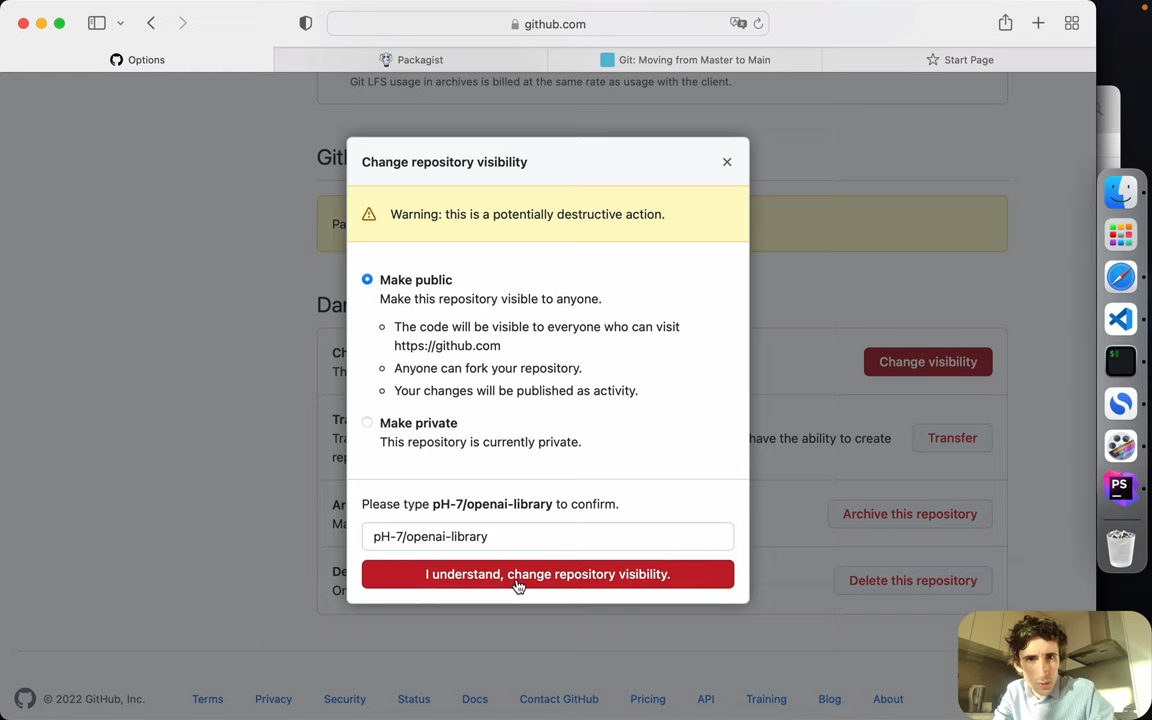 github.com
Options
Packagist
Git: Moving from Master to Main
Start Page
Git LFS usage in archives is billed at the same rate as usage with the client.
Change repository visibility
Warning: this is a potentially destructive action.
Make public
Make this repository visible to anyone.
The code will be visible to everyone who can visit
https://github.com
Anyone can fork your repository.
Your changes will be published as activity.
Make private
This repository is currently private.
Please type pH-7/openai-library to confirm.
pH-7/openai-library
I understand, change repository visibility.
Change visibility
have the ability to create
Transfer
Archive this repository
Delete this repository
PS
© 2022 GitHub, Inc.
Terms
Privacy
Security
Status
Docs
Contact GitHub
Pricing
API
Training
Blog
About